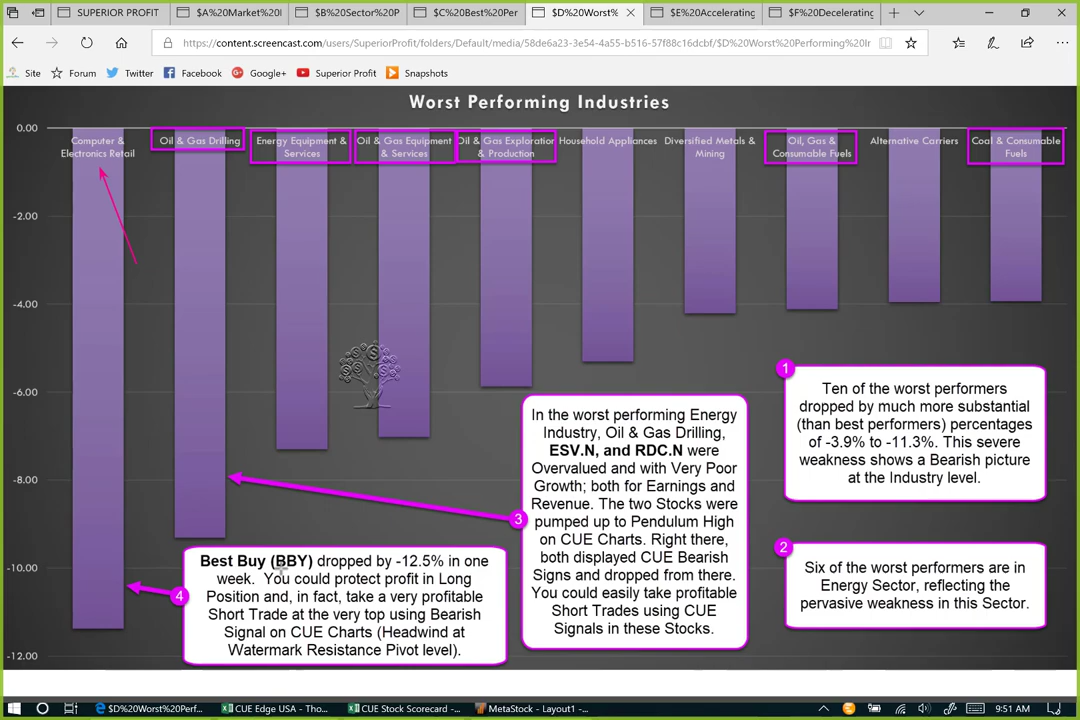 SUPERIOR PROFIT
$A%20Market%20I
$B%20Sector%20P
$C%20Best%20Per
$D%20Worst%
$E%20Accelerating
$F%20Decelerating
https://content.screencast.com/users/SuperiorProfit/folders/Default/media/58de6a23-3e54-4a55-b516-57f88c16dcbf/$D%20Worst%20Performing%20In
Site
Forum
Twitter
Facebook
Google+
Superior Profit
Snapshots
Worst Performing Industries
0.00
-2.00
-4.00
-6.00
-8.00
-10.00
-12.00
Computer &
Electronics Retail
Oil & Gas Drilling
Energy Equipment &
Services
Oil & Gas Equipment
& Services
Oil & Gas Exploration
& Production
Household Appliances
Diversified Metals &
Mining
Oil, Gas &
Consumable Fuels
Alternative Carriers
Coal & Consumable
Fuels
1
Ten of the worst performers
dropped by much more substantial
(than best performers) percentages
of -3.9% to -11.3%. This severe
weakness shows a Bearish picture
at the Industry level.
2
Six of the worst performers are in
Energy Sector, reflecting the
pervasive weakness in this Sector.
3
In the worst performing Energy
Industry, Oil & Gas Drilling,
ESV.N, and RDC.N were
Overvalued and with Very Poor
Growth; both for Earnings and
Revenue. The two Stocks were
pumped up to Pendulum High
on CUE Charts. Right there,
both displayed CUE Bearish
Signs and dropped from there.
You could easily take profitable
Short Trades using CUE
Signals in these Stocks.
4
Best Buy (BBY) dropped by -12.5% in one
week. You could protect profit in Long
Position and, in fact, take a very profitable
Short Trade at the very top using Bearish
Signal on CUE Charts (Headwind at
Watermark Resistance Pivot level).
$D%20Worst%20Perf...
CUE Edge USA - Tho...
CUE Stock Scorecard -...
MetaStock - Layout1 -...
9:51 AM